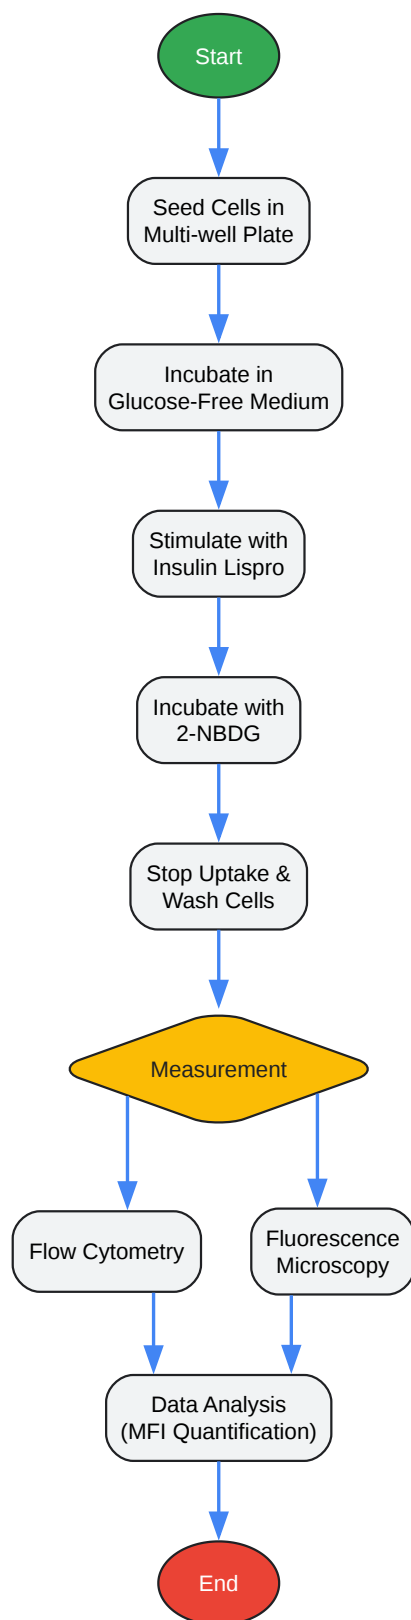 Start
Seed Cells in
Multi-well Plate
Incubate in
Glucose-Free Medium
Stimulate with
Insulin Lispro
Incubate with
2-NBDG
Stop Uptake &
Wash Cells
Measurement
Flow Cytometry
Fluorescence
Microscopy
Data Analysis
(MFI Quantification)
End